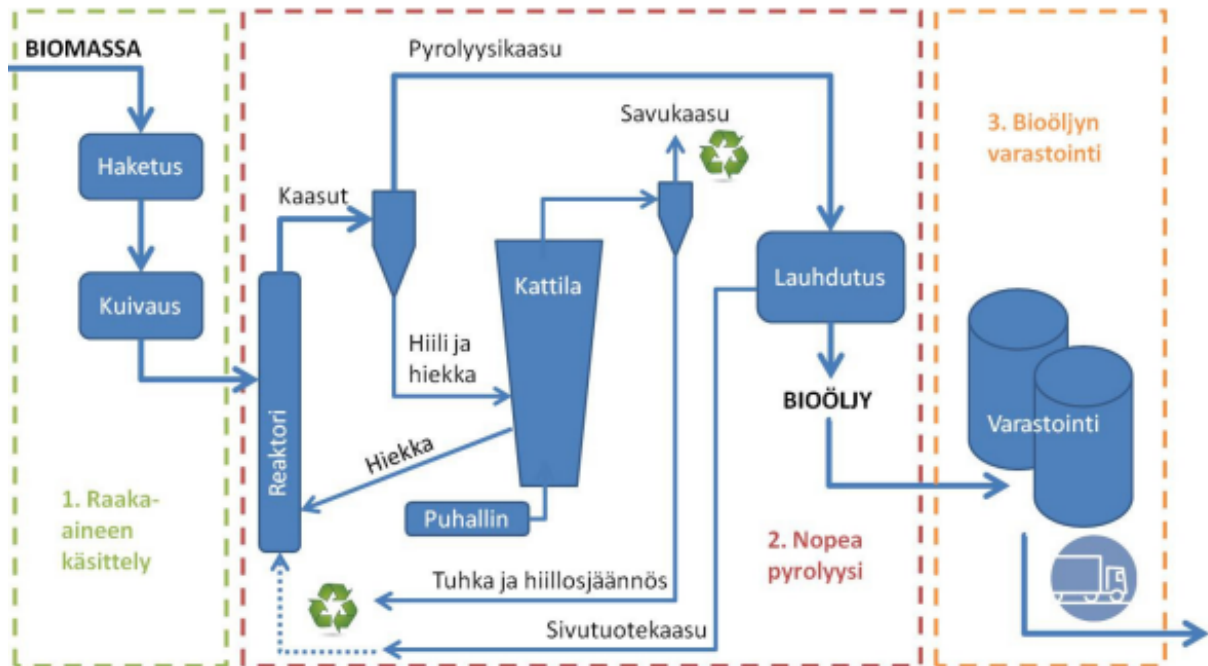 BIOMASSA
Haketus
Kuivaus
1. Raaka-
aineen
käsittely
Pyrolyysikaasu
Savukaasu
Kaasut
Kattila
Lauhdutus
Hiili ja
hiekka
Reaktori
Hiekka
Puhallin
BIOÖLJY
2. Nopea
pyrolyysi
Tuhka ja hiillosjäännös
Sivutuotekaasu
3. Bioöljyn
varastointi
Varastointi